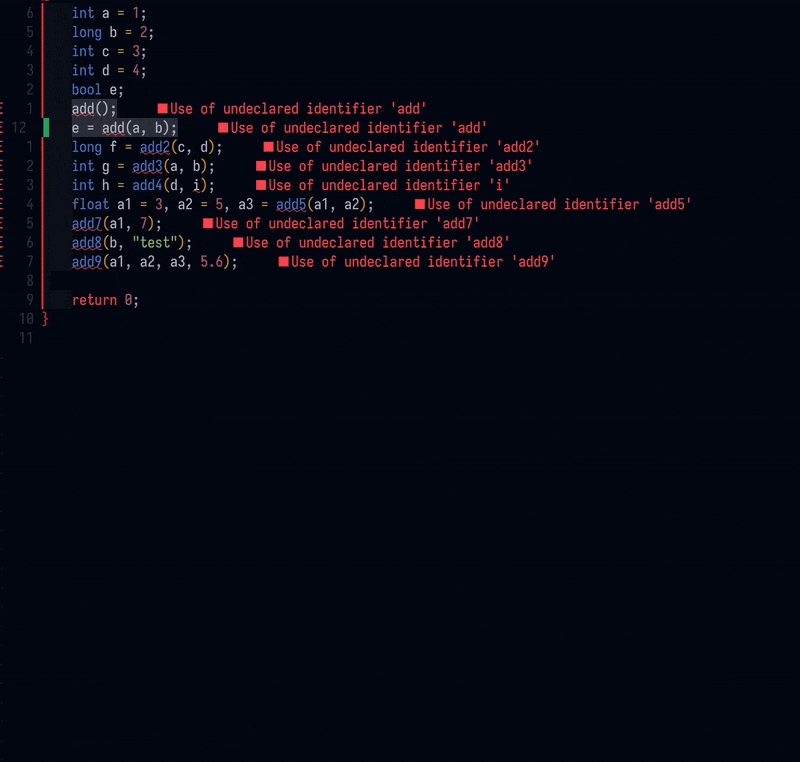 6 int a = 1;
5 long b = 2;
4 int c = 3;
3 int d = 4;
2 bool e;
E 1 add(); ■Use of undeclared identifier 'add'
E 12 e = add(a, b); ■Use of undeclared identifier 'add'
E 1 long f = add2(c, d); ■Use of undeclared identifier 'add2'
E 2 int g = add3(a, b); ■Use of undeclared identifier 'add3'
E 3 int h = add4(d, i); ■Use of undeclared identifier 'i'
E 4 float a1 = 3, a2 = 5, a3 = add5(a1, a2); ■Use of undeclared identifier 'add5'
E 5 add7(a1, 7); ■Use of undeclared identifier 'add7'
E 6 add8(b, "test"); ■Use of undeclared identifier 'add8'
E 7 add9(a1, a2, a3, 5.6); ■Use of undeclared identifier 'add9'
8
9 return 0;
10 }
11